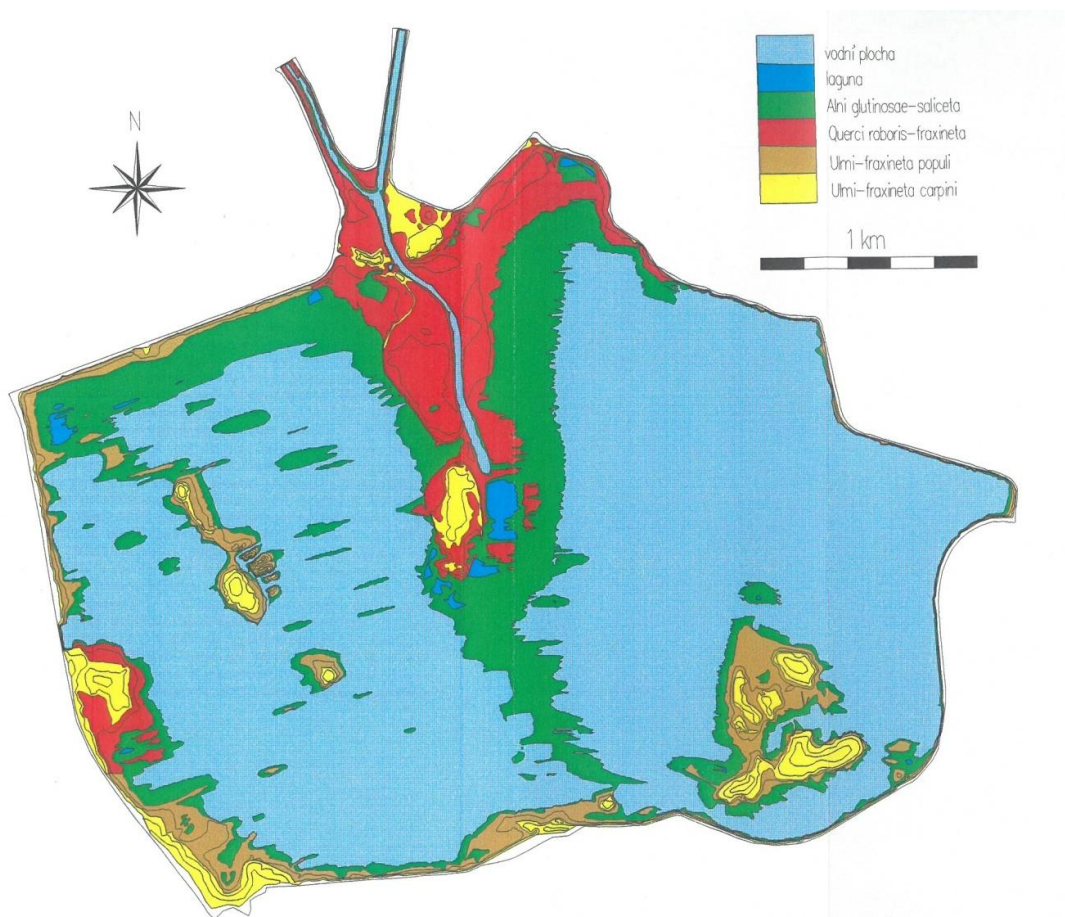 vodní plocha
laguna
Alni glutinosae-saliceta
N
Querci roboris-fraxineta
Ulmi-fraxineta populi
Ulmi-fraxineta carpini
1 km